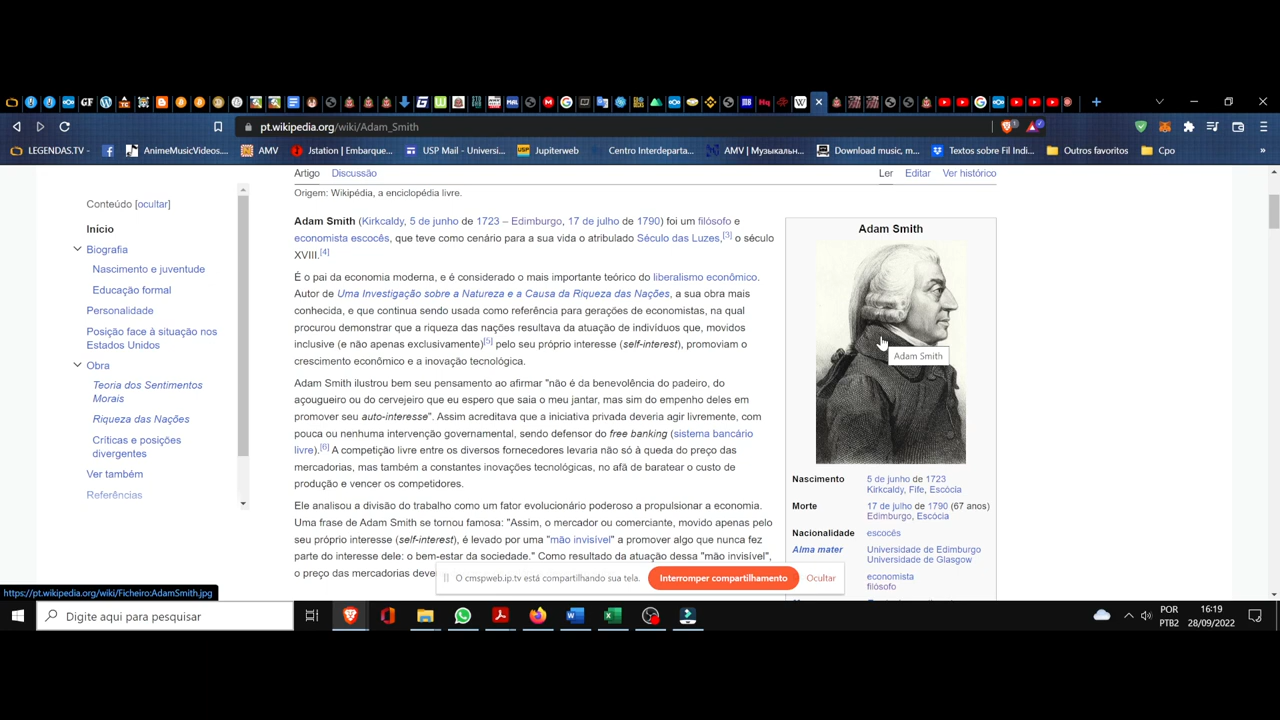 GF
pt.wikipedia.org/wiki/Adam_Smith
LEGENDAS.TV -
AnimeMusicVideos...
AMV
Jstation | Embarque...
USP Mail - Universi...
Jupiterweb
Centro Interdeparta...
AMV | Музыкальн...
Download music, m...
Textos sobre Fil Indi...
Outros favoritos
Cpo
»
Artigo Discussão Ler Editar Ver histórico
Origem: Wikipédia, a enciclopédia livre.
Conteúdo [ocultar]
Início
Biografia
Nascimento e juventude
Educação formal
Personalidade
Posição face à situação nos
Estados Unidos
Obra
Teoria dos Sentimentos
Morais
Riqueza das Nações
Críticas e posições
divergentes
Ver também
Referências
Adam Smith (Kirkcaldy, 5 de junho de 1723 – Edimburgo, 17 de julho de 1790) foi um filósofo e
economista escocês, que teve como cenário para a sua vida o atribulado Século das Luzes,[3] o século
XVIII.[4]
É o pai da economia moderna, e é considerado o mais importante teórico do liberalismo econômico.
Autor de Uma Investigação sobre a Natureza e a Causa da Riqueza das Nações, a sua obra mais
conhecida, e que continua sendo usada como referência para gerações de economistas, na qual
procurou demonstrar que a riqueza das nações resultava da atuação de indivíduos que, movidos
inclusive (e não apenas exclusivamente)[5] pelo seu próprio interesse (self-interest), promoviam o
crescimento econômico e a inovação tecnológica.
Adam Smith ilustrou bem seu pensamento ao afirmar "não é da benevolência do padeiro, do
açougueiro ou do cervejeiro que eu espero que saia o meu jantar, mas sim do empenho deles em
promover seu auto-interesse". Assim acreditava que a iniciativa privada deveria agir livremente, com
pouca ou nenhuma intervenção governamental, sendo defensor do free banking (sistema bancário
livre).[6] A competição livre entre os diversos fornecedores levaria não só à queda do preço das
mercadorias, mas também a constantes inovações tecnológicas, no afã de baratear o custo de
produção e vencer os competidores.
Ele analisou a divisão do trabalho como um fator evolucionário poderoso a propulsionar a economia.
Uma frase de Adam Smith se tornou famosa: "Assim, o mercador ou comerciante, movido apenas pelo
seu próprio interesse (self-interest), é levado por uma "mão invisível" a promover algo que nunca fez
parte do interesse dele: o bem-estar da sociedade." Como resultado da atuação dessa "mão invisível",
o preço das mercadorias deve
Adam Smith
Adam Smith
Nascimento 5 de junho de 1723
Kirkcaldy, Fife, Escócia
Morte 17 de julho de 1790 (67 anos)
Edimburgo, Escócia
Nacionalidade escocês
Alma mater Universidade de Edimburgo
Universidade de Glasgow
economista
filósofo
O cmspweb.ip.tv está compartilhando sua tela. Interromper compartilhamento Ocultar
https://pt.wikipedia.org/wiki/Ficheiro:AdamSmith.jpg
Digite aqui para pesquisar
POR
PTB2
16:19
28/09/2022